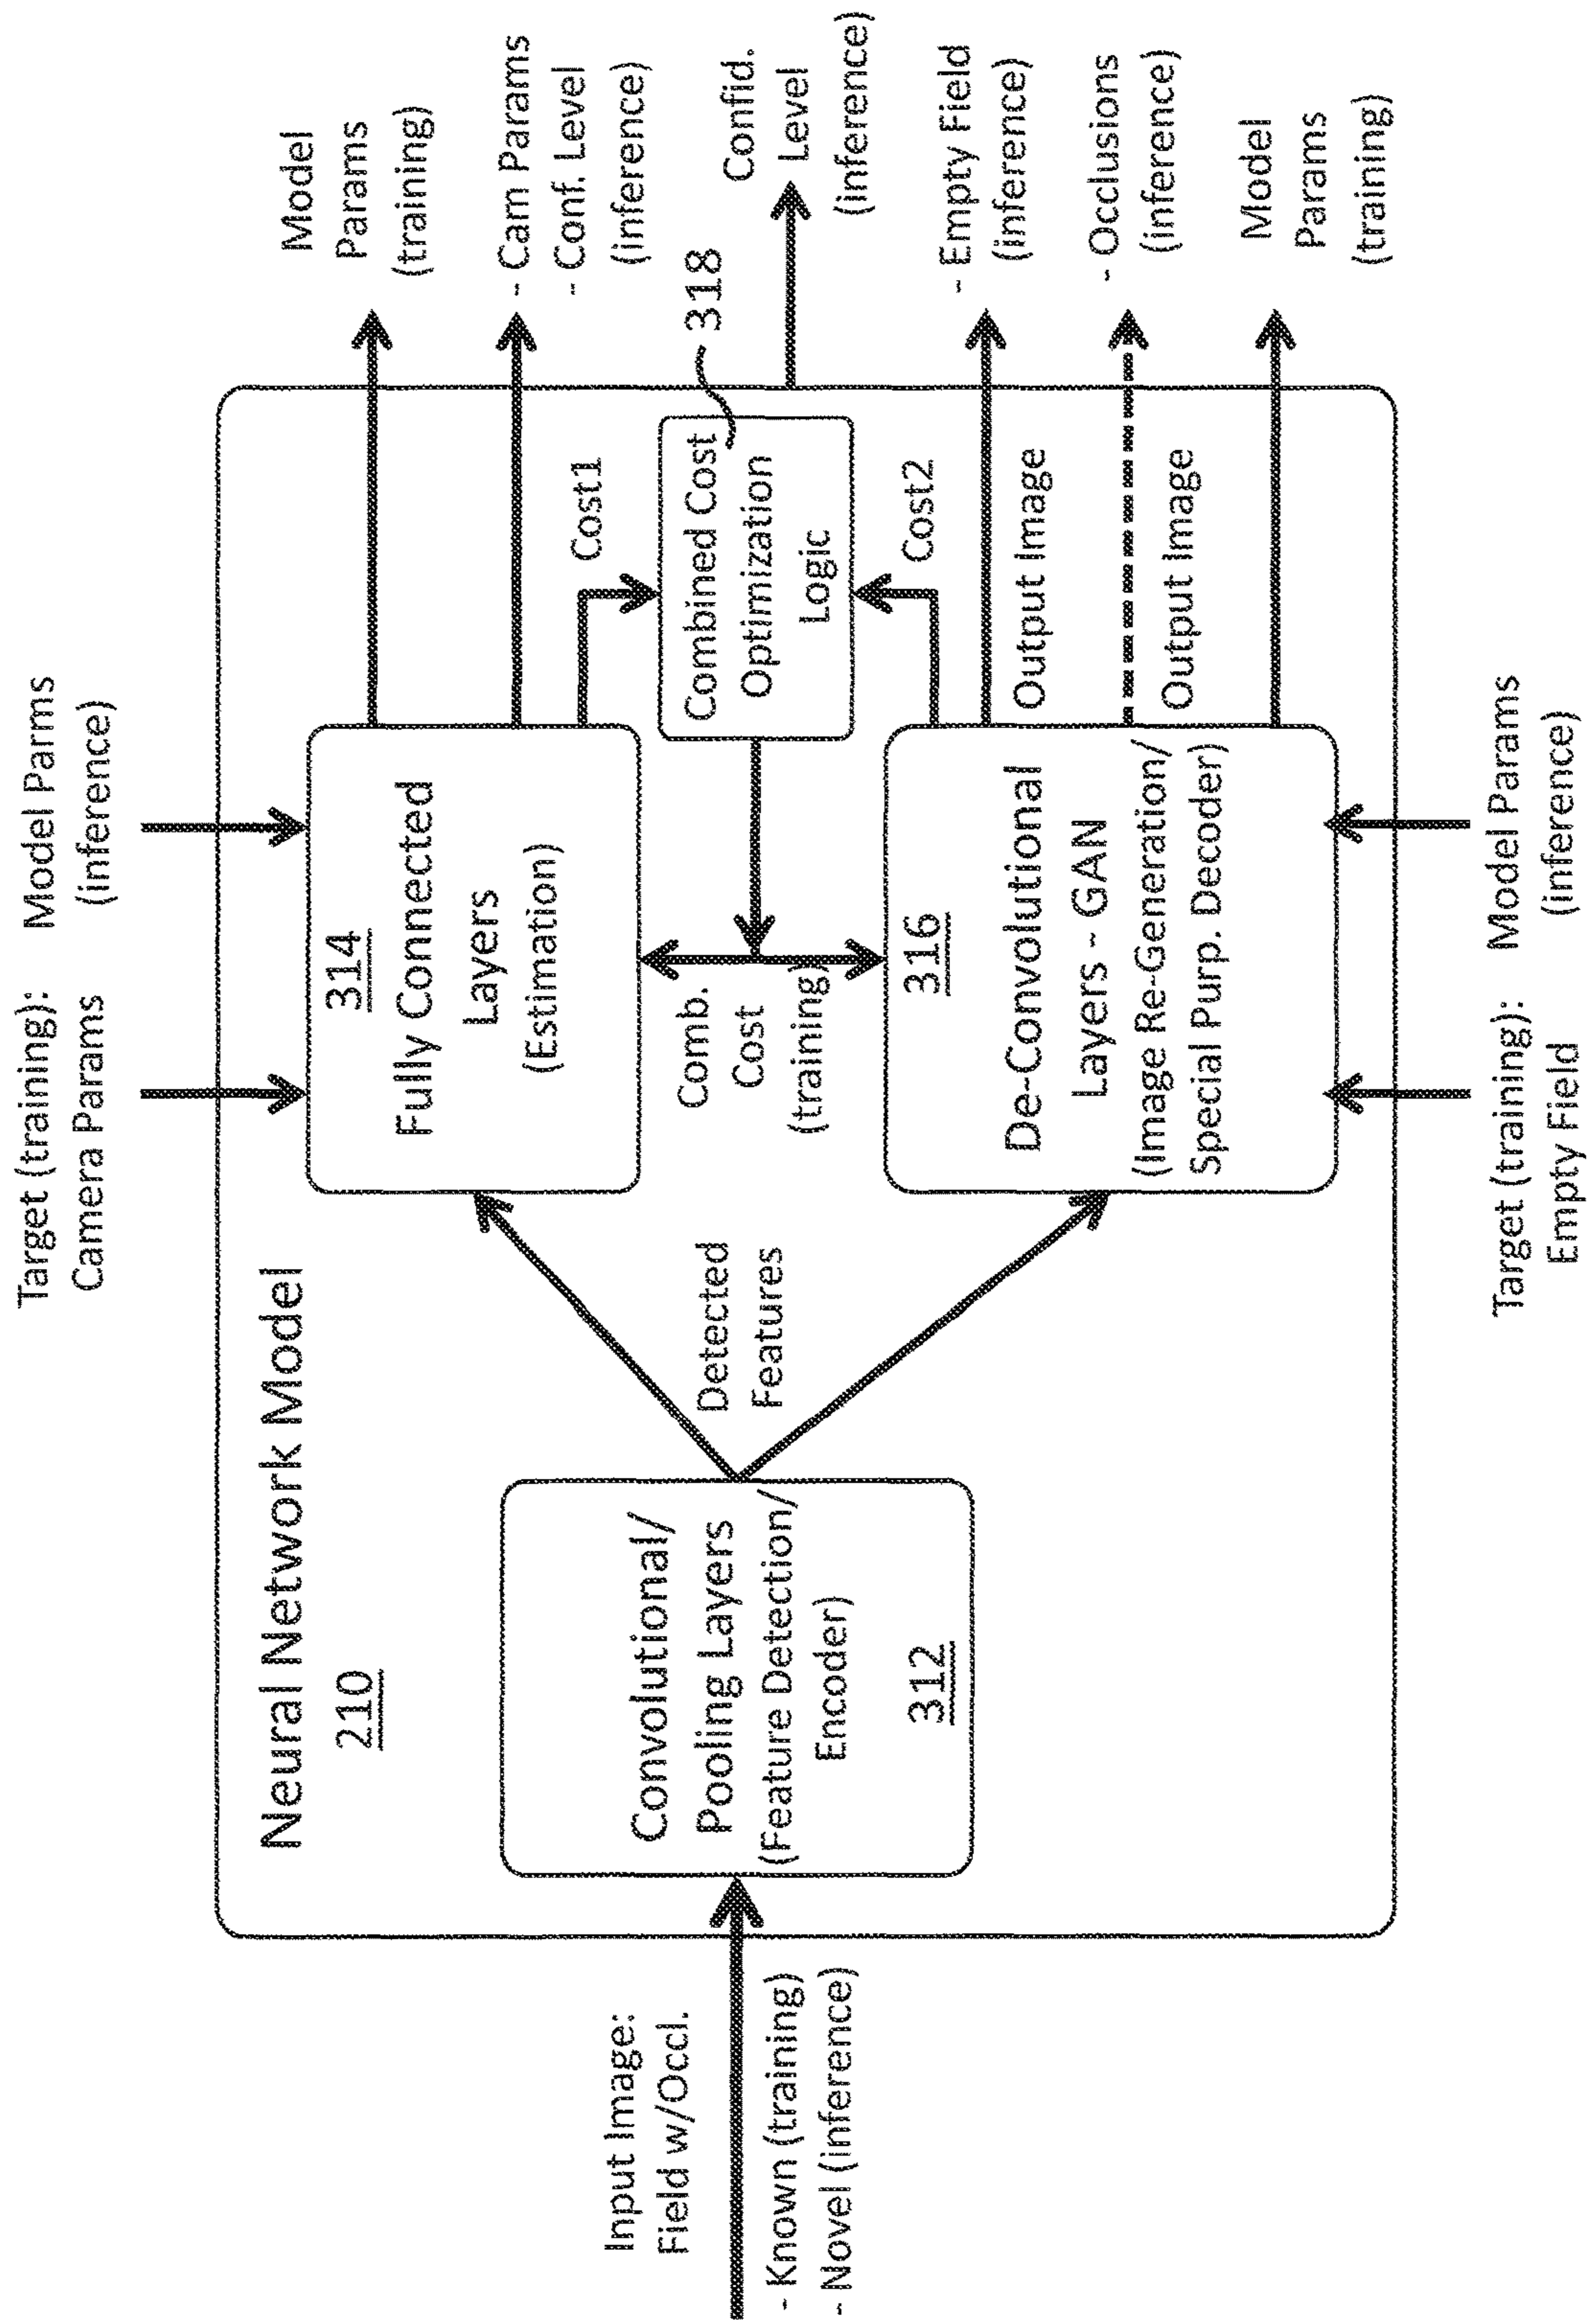 Target (training):
Camera Params
Model Parms
(inference)
Neural Network Model
210
Input Image:
Field w/Occl.
- Known (training)
- Novel (inference)
Convolutional/
Pooling Layers
(Feature Detection/
Encoder)
312
Detected
Features
314
Fully Connected
Layers
(Estimation)
Comb.
Cost
(training)
316
De-Convolutional
Layers - GAN
(Image Re-Generation/
Special Purp. Decoder)
Cost1
Combined Cost
Optimization
Logic
318
Cost2
Output Image
Output Image
Model
Params
(training)
- Cam Params
- Conf. Level
(inference)
Confid.
Level
(inference)
- Empty Field
(inference)
- Occlusions
(inference)
Model
Params
(training)
Target (training):
Empty Field
Model Params
(inference)